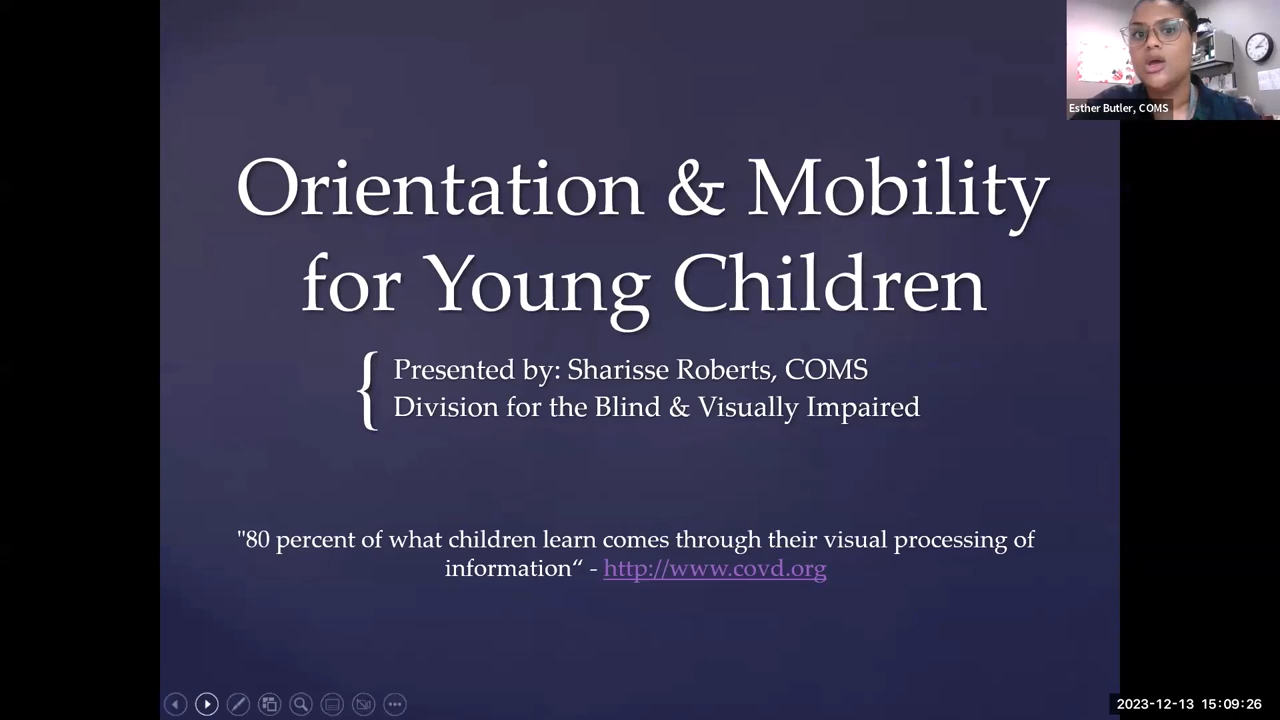 Esther Butler, COMS
Orientation & Mobility
for Young Children
{ Presented by: Sharisse Roberts, COMS
Division for the Blind & Visually Impaired
"80 percent of what children learn comes through their visual processing of
information“ - http://www.covd.org
2023-12-13 15:09:26